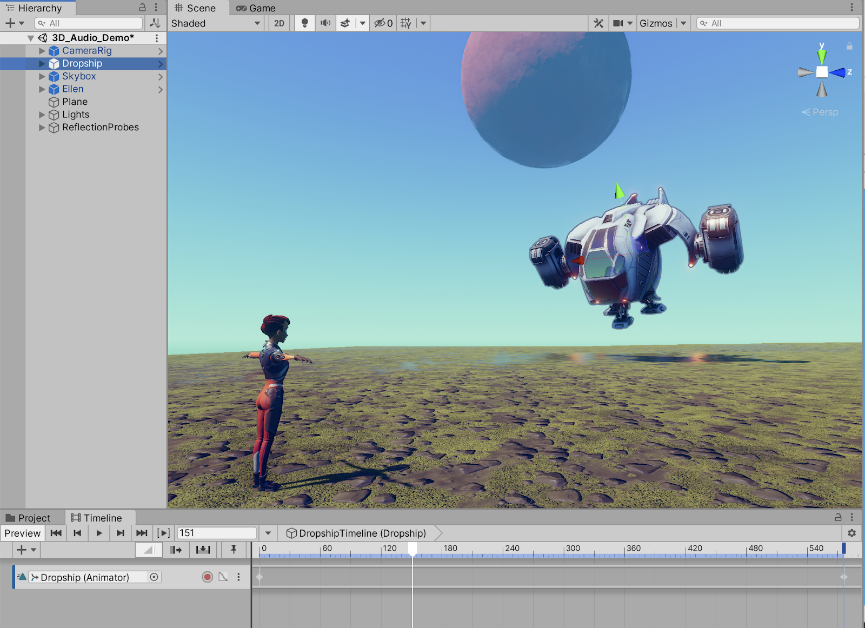 Hierarchy
All
3D_Audio_Demo*
CameraRig
Dropship
Skybox
Ellen
Plane
Lights
ReflectionProbes
Scene
Game
Shaded
2D
0
Gizmos
All
y
z
Persp
Project
Timeline
Preview
151
DropshipTimeline (Dropship)
0 60 120 180 240 300 360 420 480 540
Dropship (Animator)